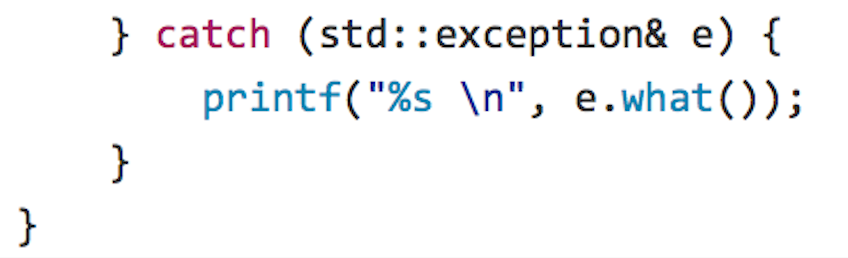 } catch (std::exception& e) {
printf("%s \n", e.what());
}
}